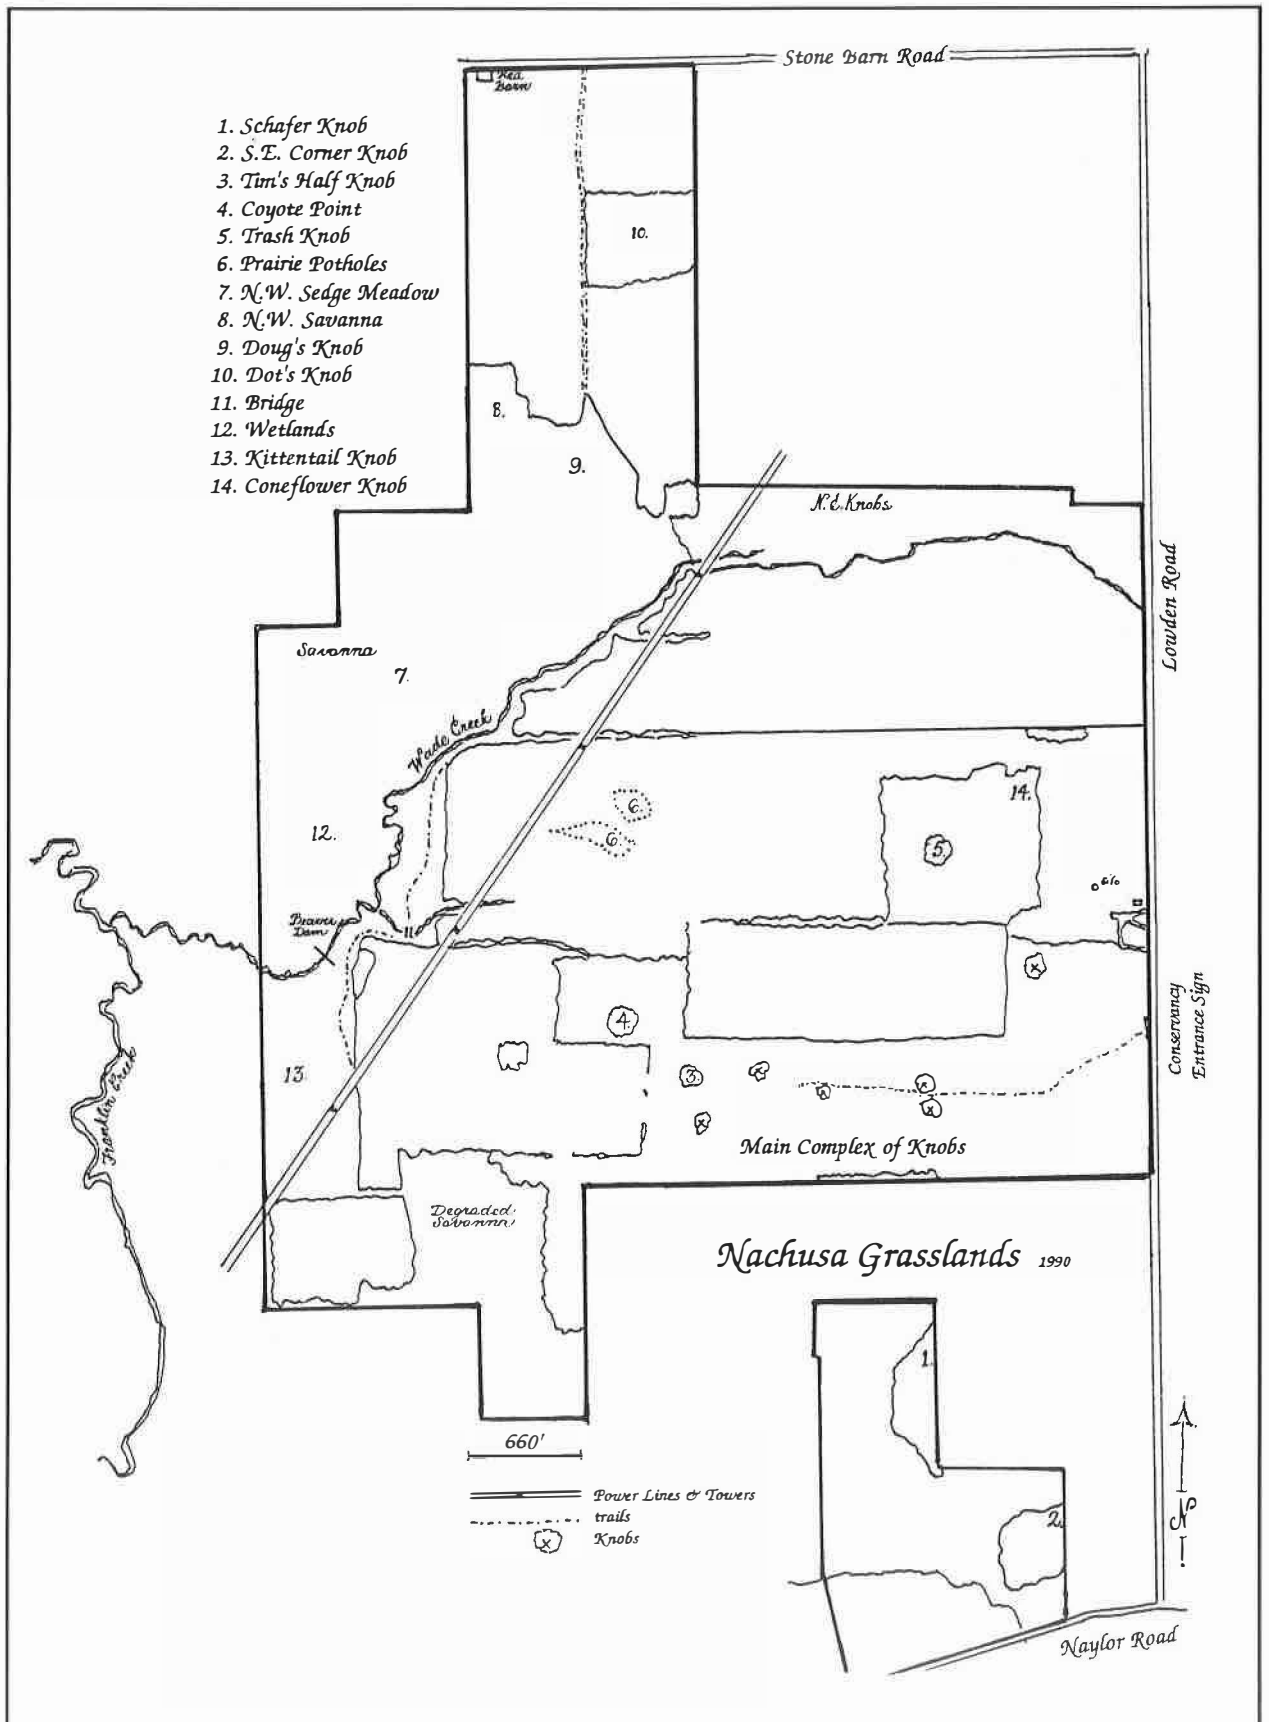 Stone Barn Road
Red
Barn
1. Schafer Knob
2. S.E. Corner Knob
3. Tim's Half Knob
4. Coyote Point
5. Trash Knob
6. Prairie Potholes
7. N.W. Sedge Meadow
8. N.W. Savanna
9. Doug's Knob
10. Dot's Knob
11. Bridge
12. Wetlands
13. Kittentail Knob
14. Coneflower Knob
10.
8.
9.
N.E. Knobs
Lowden Road
Savanna
7.
Wade Creek
14.
6.
6.
12.
5.
silo
Beaver
Dam
11
x
4.
Conservancy
Entrance Sign
Franklin Creek
13.
3.
x
x
x
x
x
Main Complex of Knobs
Degraded
Savanna
Nachusa Grasslands 1990
1.
660'
Power Lines & Towers
trails
x Knobs
2.
N
Naylor Road